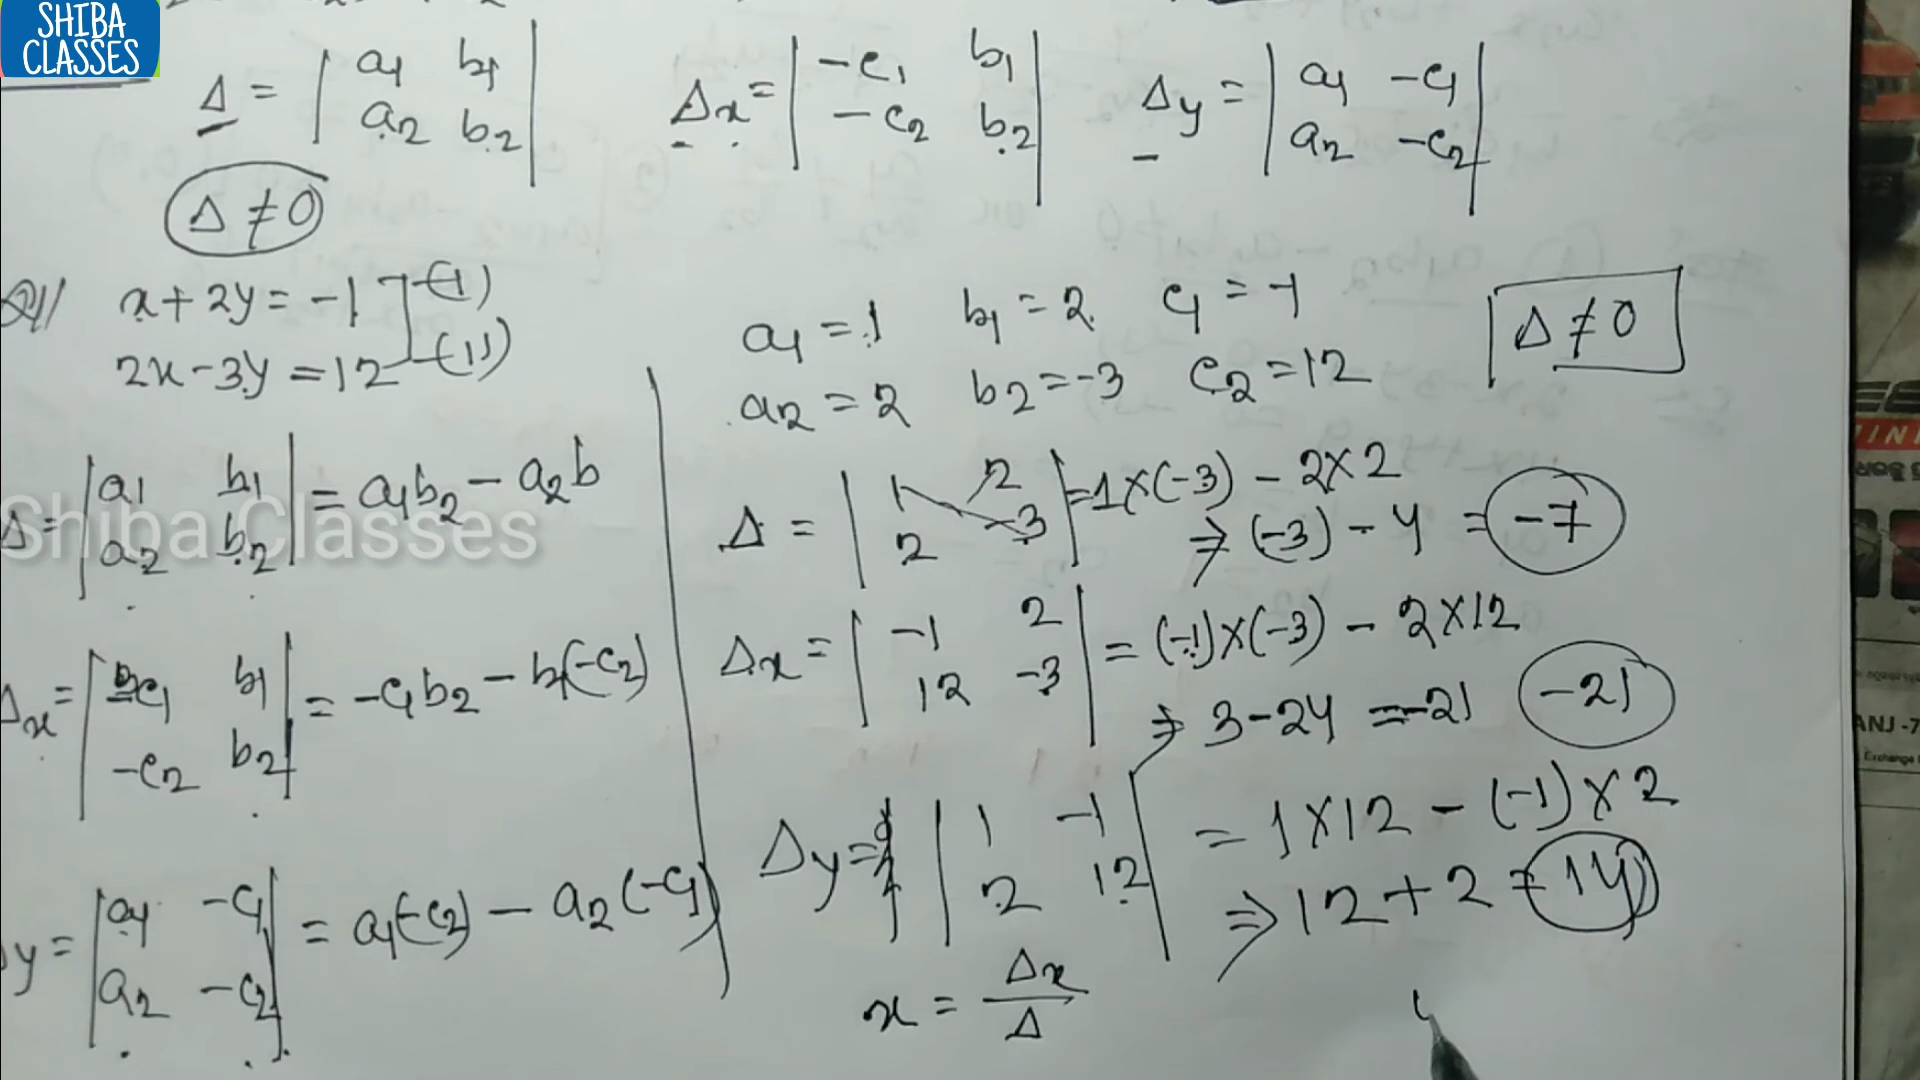 SHIBA
CLASSES
Δ = | a1 b1 | Δx = | -c1 b1 | Δy = | a1 -c1 |
| a2 b2 | | -c2 b2 | | a2 -c2 |
Δ ≠ 0
Q1// x + 2y = -1 ] -(1)
2x - 3y = 12 -(11)
a1 = 1 b1 = 2 c1 = -1 Δ ≠ 0
a2 = 2 b2 = -3 c2 = 12
Δ = | a1 b1 | = a1b2 - a2b
| a2 b2 |
Shiba Classes
Δx = | -c1 b1 | = -c1b2 - b1(-c2)
| -c2 b2 |
y = | a1 -c1 | = a1(-c2) - a2(-c1)
| a2 -c2 |
Δ = | 1 2 | = 1×(-3) - 2×2
| 2 -3 | ⇒ (-3) - 4 = -7
Δx = | -1 2 | = (-1)×(-3) - 2×12
| 12 -3 | ⇒ 3 - 24 = -21 -21
Δy = | 1 -1 | = 1×12 - (-1)×2
| 2 12 | ⇒ 12 + 2 = 14
x = Δx / Δ